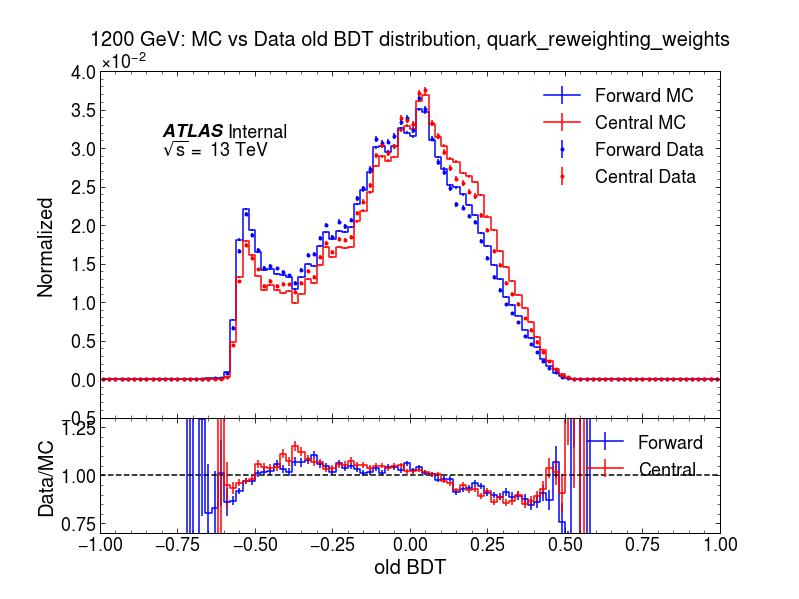 1200 GeV: MC vs Data old BDT distribution, quark_reweighting_weights
×10⁻²
4.0
3.5
3.0
2.5
2.0
1.5
1.0
0.5
0.0
−0.5
Normalized
ATLAS Internal
√s = 13 TeV
Forward MC
Central MC
Forward Data
Central Data
1.25
1.00
0.75
Data/MC
Forward
Central
−1.00 −0.75 −0.50 −0.25 0.00 0.25 0.50 0.75 1.00
old BDT